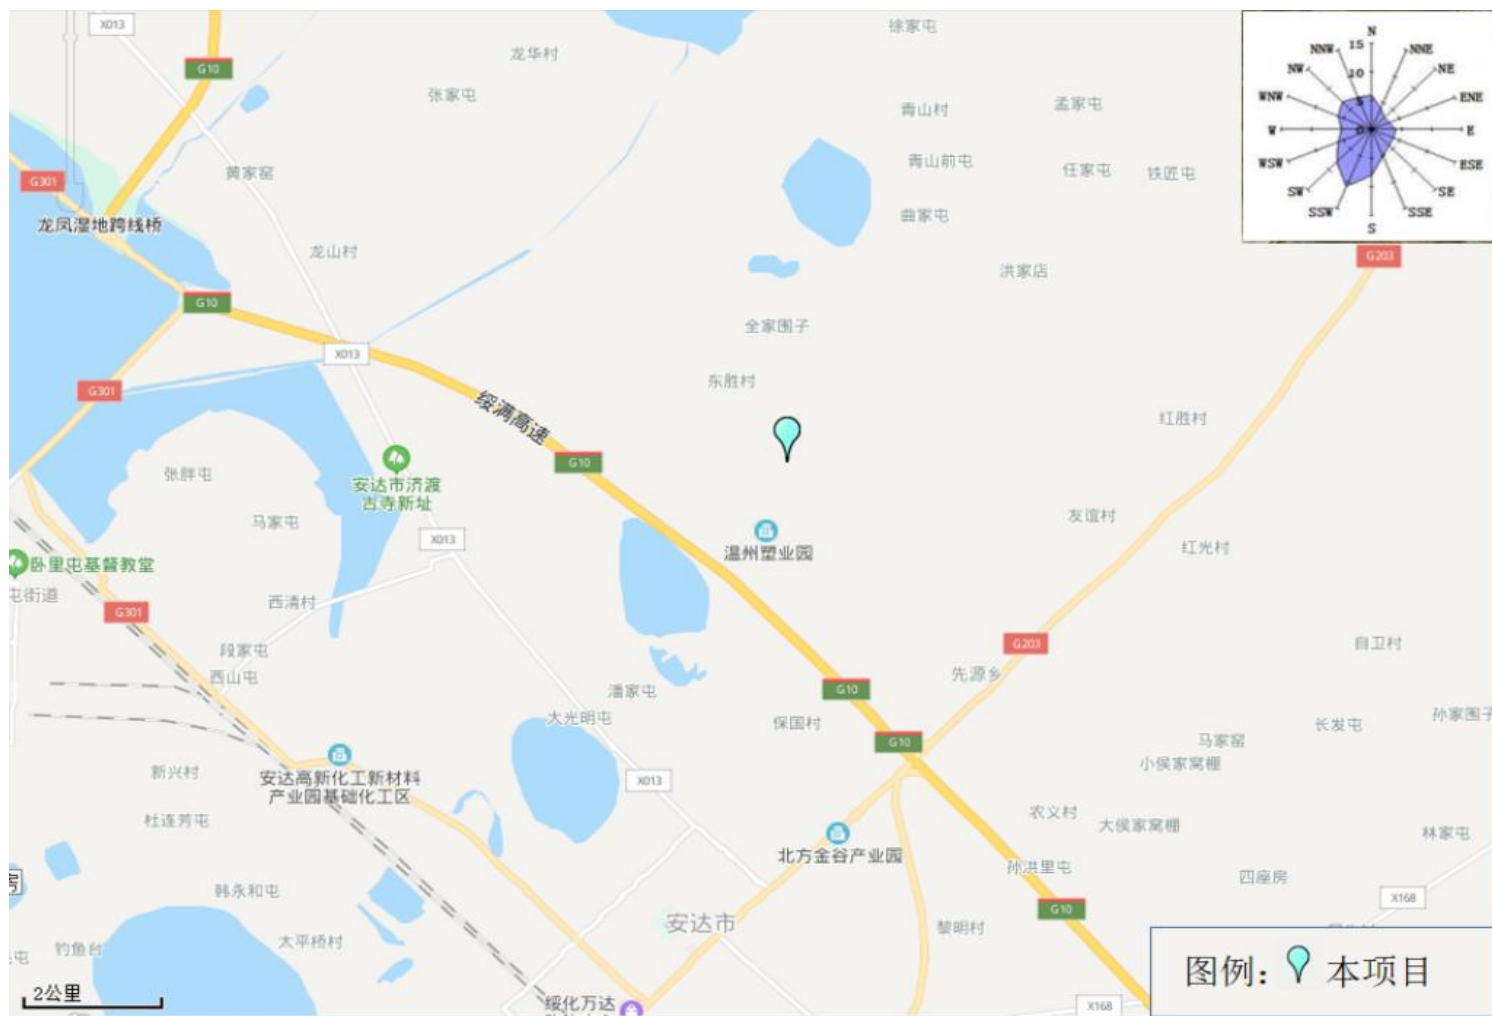 X013
徐家屯
龙华村
G10
张家屯
青山村
孟家屯
N
15
10
5
0
NNW
NNE
NW
NE
WNW
ENE
W
E
WSW
ESE
SW
SE
SSW
SSE
S
黄家窑
青山前屯
任家屯
铁匠屯
G301
龙凤湿地跨线桥
曲家屯
龙山村
G203
洪家店
G10
全家围子
X013
东胜村
G301
绥满高速
红胜村
G10
安达市济渡
古寺新址
张胖屯
马家屯
友谊村
X013
温州塑业园
红光村
卧里屯基督教堂
屯街道
西清村
G301
段家屯
西山屯
G203
自卫村
先源乡
潘家屯
G10
大光明屯
保国村
孙家围子
长发屯
马家窑
G10
小侯家窝棚
安达高新化工新材料
产业园基础化工区
新兴村
X013
杜连芳屯
农义村
大侯家窝棚
林家屯
北方金谷产业园
孙洪里屯
四座房
韩永和屯
X168
G10
安达市
黎明村
太平桥村
钓鱼台
屯
2公里
绥化万达
X168
图例：
本项目